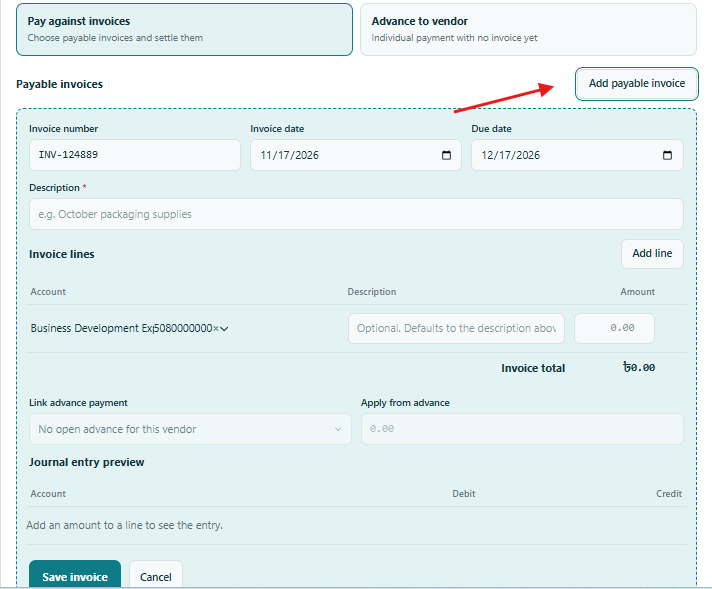 Pay against invoices
Choose payable invoices and settle them
Advance to vendor
Individual payment with no invoice yet
Payable invoices
Add payable invoice
Invoice number
Invoice date
Due date
INV-124889
11/17/2026
12/17/2026
Description *
e.g. October packaging supplies
Invoice lines
Add line
Account
Description
Amount
Business Development Exp5080000000×
Optional. Defaults to the description abov
0.00
Invoice total
৳0.00
Link advance payment
Apply from advance
No open advance for this vendor
0.00
Journal entry preview
Account
Debit
Credit
Add an amount to a line to see the entry.
Save invoice
Cancel